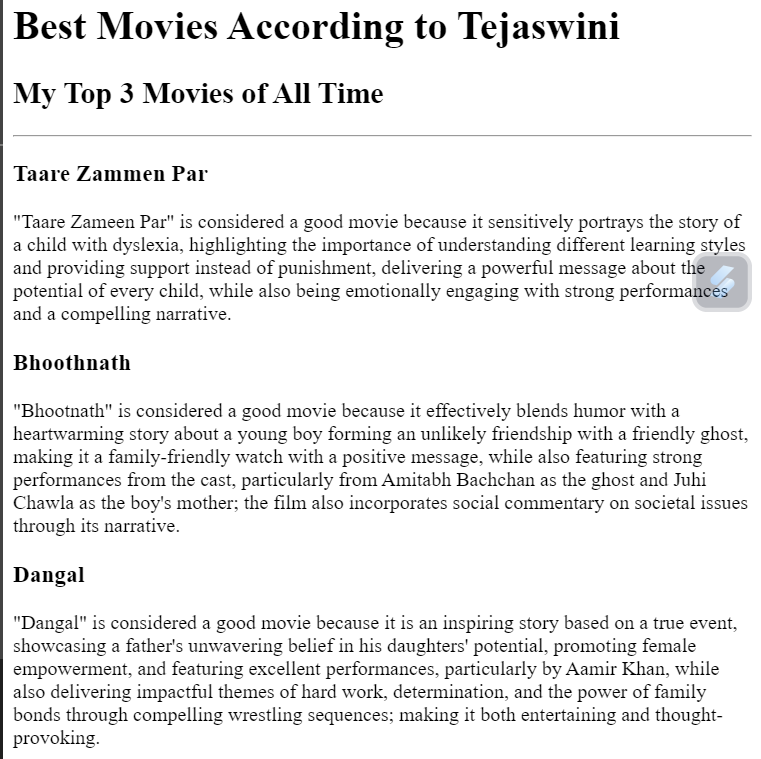 Best Movies According to Tejaswini
My Top 3 Movies of All Time
Taare Zammen Par
"Taare Zameen Par" is considered a good movie because it sensitively portrays the story of
a child with dyslexia, highlighting the importance of understanding different learning styles
and providing support instead of punishment, delivering a powerful message about the
potential of every child, while also being emotionally engaging with strong performances
and a compelling narrative.
Bhoothnath
"Bhootnath" is considered a good movie because it effectively blends humor with a
heartwarming story about a young boy forming an unlikely friendship with a friendly ghost,
making it a family-friendly watch with a positive message, while also featuring strong
performances from the cast, particularly from Amitabh Bachchan as the ghost and Juhi
Chawla as the boy's mother; the film also incorporates social commentary on societal issues
through its narrative.
Dangal
"Dangal" is considered a good movie because it is an inspiring story based on a true event,
showcasing a father's unwavering belief in his daughters' potential, promoting female
empowerment, and featuring excellent performances, particularly by Aamir Khan, while
also delivering impactful themes of hard work, determination, and the power of family
bonds through compelling wrestling sequences; making it both entertaining and thought-
provoking.